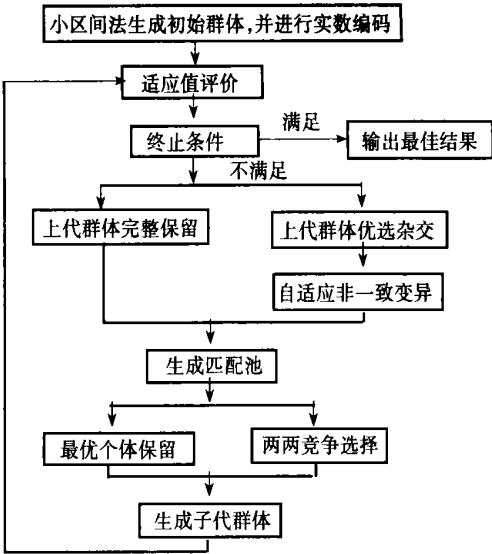 小区间法生成初始群体,并进行实数编码
适应值评价
终止条件
满足
输出最佳结果
不满足
上代群体完整保留
上代群体优选杂交
自适应非一致变异
生成匹配池
最优个体保留
两两竞争选择
生成子代群体